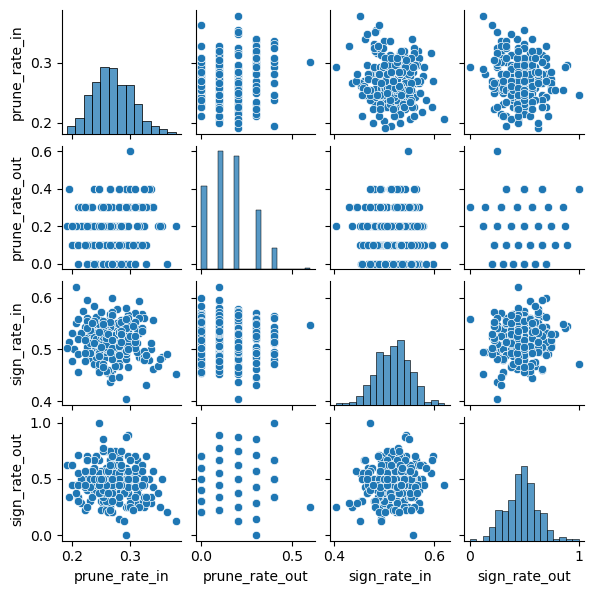 prune_rate_in
0.3
0.2
prune_rate_out
0.6
0.4
0.2
0.0
sign_rate_in
0.6
0.5
0.4
sign_rate_out
1.0
0.5
0.0
0.2 0.3 0.0 0.5 0.4 0.6 0 1
prune_rate_in prune_rate_out sign_rate_in sign_rate_out